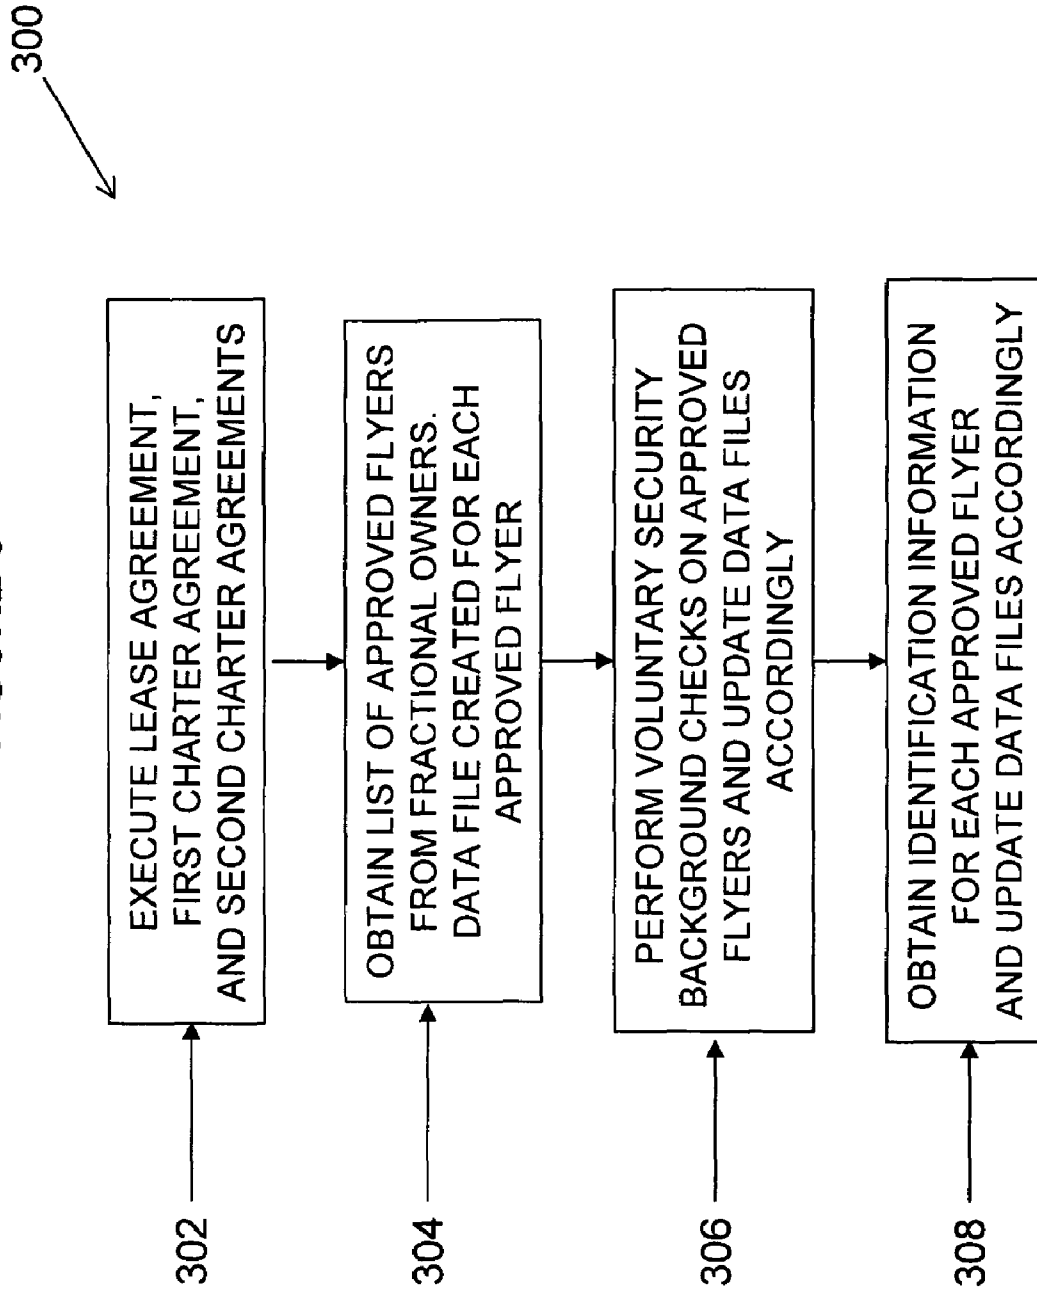 300
302
EXECUTE LEASE AGREEMENT,
FIRST CHARTER AGREEMENT,
AND SECOND CHARTER AGREEMENTS
304
OBTAIN LIST OF APPROVED FLYERS
FROM FRACTIONAL OWNERS.
DATA FILE CREATED FOR EACH
APPROVED FLYER
306
PERFORM VOLUNTARY SECURITY
BACKGROUND CHECKS ON APPROVED
FLYERS AND UPDATE DATA FILES
ACCORDINGLY
308
OBTAIN IDENTIFICATION INFORMATION
FOR EACH APPROVED FLYER
AND UPDATE DATA FILES ACCORDINGLY